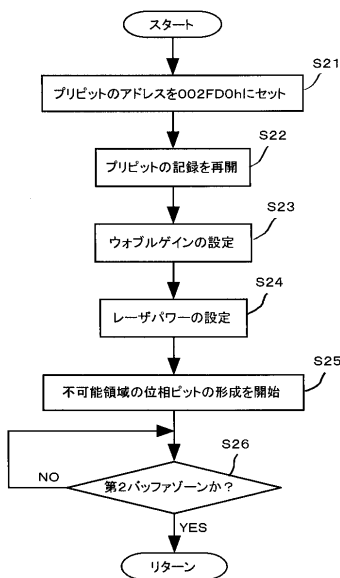 スタート
S21
プリピットのアドレスを002FD0hにセット
S22
プリピットの記録を再開
S23
ウォブルゲインの設定
S24
レーザパワーの設定
S25
不可能領域の位相ピットの形成を開始
S26
第2バッファゾーンか?
NO
YES
リターン